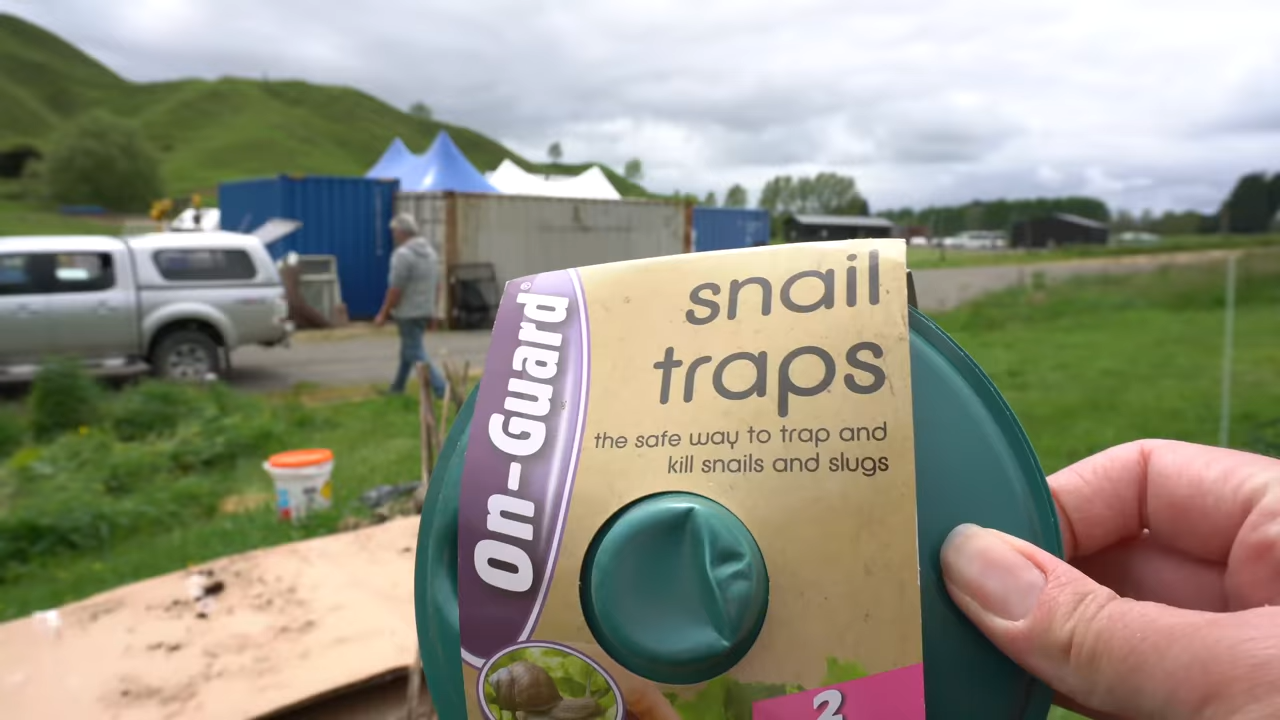 On-Guard®
snail
traps
the safe way to trap and
kill snails and slugs
2